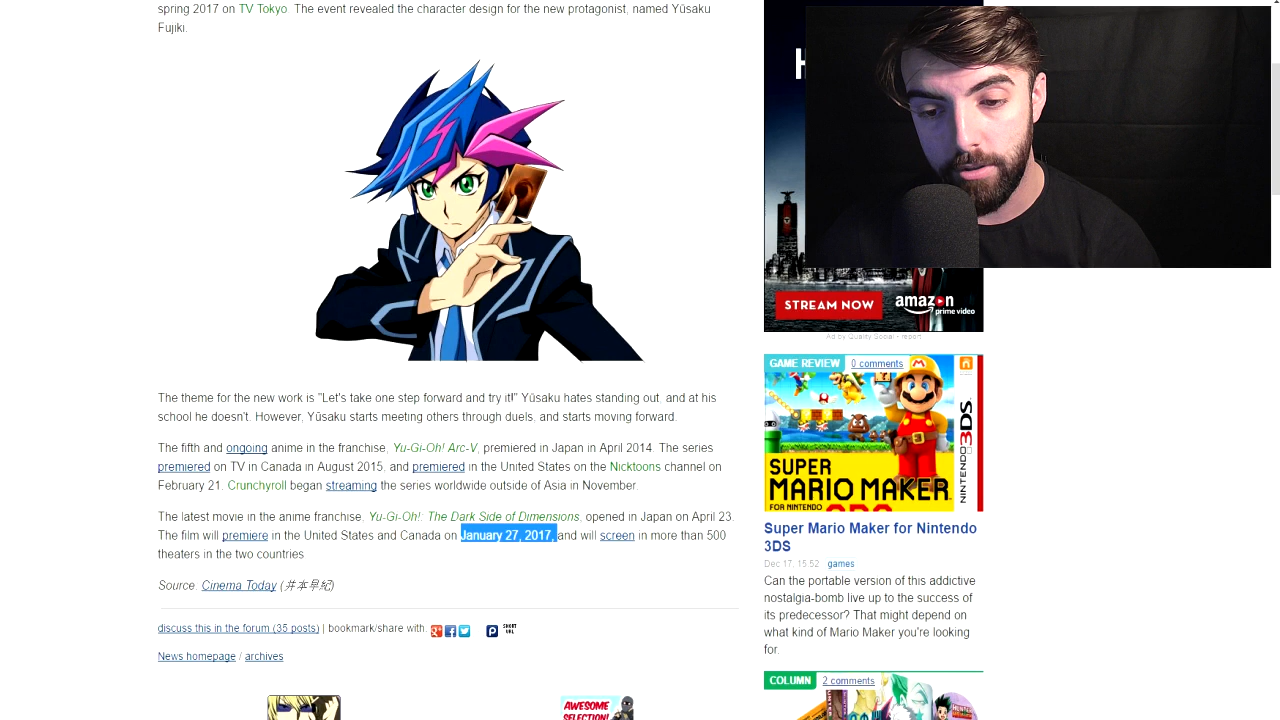 spring 2017 on TV Tokyo. The event revealed the character design for the new protagonist, named Yūsaku
Fujiki.
The theme for the new work is "Let's take one step forward and try it!" Yūsaku hates standing out, and at his
school he doesn't. However, Yūsaku starts meeting others through duels, and starts moving forward.
The fifth and ongoing anime in the franchise, Yu-Gi-Oh! Arc-V, premiered in Japan in April 2014. The series
premiered on TV in Canada in August 2015, and premiered in the United States on the Nicktoons channel on
February 21. Crunchyroll began streaming the series worldwide outside of Asia in November.
The latest movie in the anime franchise, Yu-Gi-Oh!: The Dark Side of Dimensions, opened in Japan on April 23.
The film will premiere in the United States and Canada on January 27, 2017, and will screen in more than 500
theaters in the two countries
Source: Cinema Today (井本早紀)
discuss this in the forum (35 posts) | bookmark/share with:
SHORT
URL
News homepage / archives
AWESOME
SELECTION!
H
STREAM NOW
amazon
prime video
Ad by Quality Social - report
GAME REVIEW
0 comments
NINTENDO 3DS
SUPER
MARIO MAKER
FOR NINTENDO
Super Mario Maker for Nintendo
3DS
Dec 17, 15:52 games
Can the portable version of this addictive
nostalgia-bomb live up to the success of
its predecessor? That might depend on
what kind of Mario Maker you're looking
for.
COLUMN
2 comments